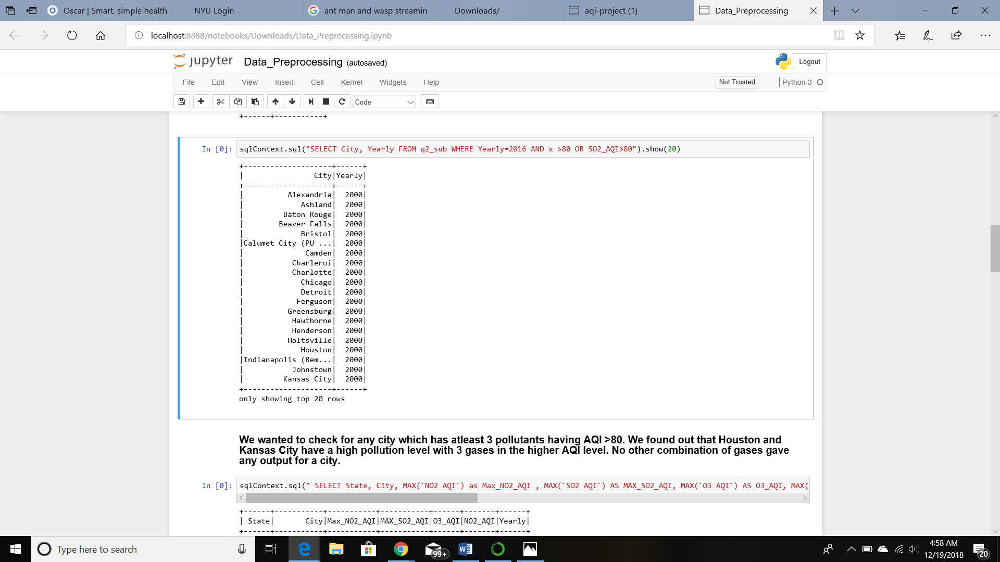 Oscar | Smart, simple health
NYU Login
ant man and wasp streamin
Downloads/
aqi-project (1)
Data_Preprocessing
localhost:8888/notebooks/Downloads/Data_Preprocessing.ipynb
jupyter Data_Preprocessing (autosaved)
Logout
File Edit View Insert Cell Kernel Widgets Help
Not Trusted
Python 3
Code
+------+-----------+
In [0]: sqlContext.sql("SELECT City, Yearly FROM q2_sub WHERE Yearly=2016 AND x >80 OR SO2_AQI>80").show(20)
+--------------------+------+
|                City|Yearly|
+--------------------+------+
|          Alexandria|  2000|
|             Ashland|  2000|
|         Baton Rouge|  2000|
|        Beaver Falls|  2000|
|             Bristol|  2000|
|Calumet City (PU ...|  2000|
|              Camden|  2000|
|           Charleroi|  2000|
|           Charlotte|  2000|
|             Chicago|  2000|
|             Detroit|  2000|
|            Ferguson|  2000|
|          Greensburg|  2000|
|           Hawthorne|  2000|
|           Henderson|  2000|
|          Holtsville|  2000|
|             Houston|  2000|
|Indianapolis (Rem...|  2000|
|           Johnstown|  2000|
|         Kansas City|  2000|
+--------------------+------+
only showing top 20 rows
We wanted to check for any city which has atleast 3 pollutants having AQI >80. We found out that Houston and
Kansas City have a high pollution level with 3 gases in the higher AQI level. No other combination of gases gave
any output for a city.
In [0]: sqlContext.sql(" SELECT State, City, MAX(`NO2 AQI`) as Max_NO2_AQI , MAX(`SO2 AQI`) AS MAX_SO2_AQI, MAX(`O3 AQI`) AS O3_AQI, MAX(
+------+-----------+-----------+-----------+------+-------+------+
| State|       City|Max_NO2_AQI|MAX_SO2_AQI|O3_AQI|NO2_AQI|Yearly|
+------+-----------+-----------+-----------+------+-------+------+
Type here to search
99+
4:58 AM
12/19/2018
20